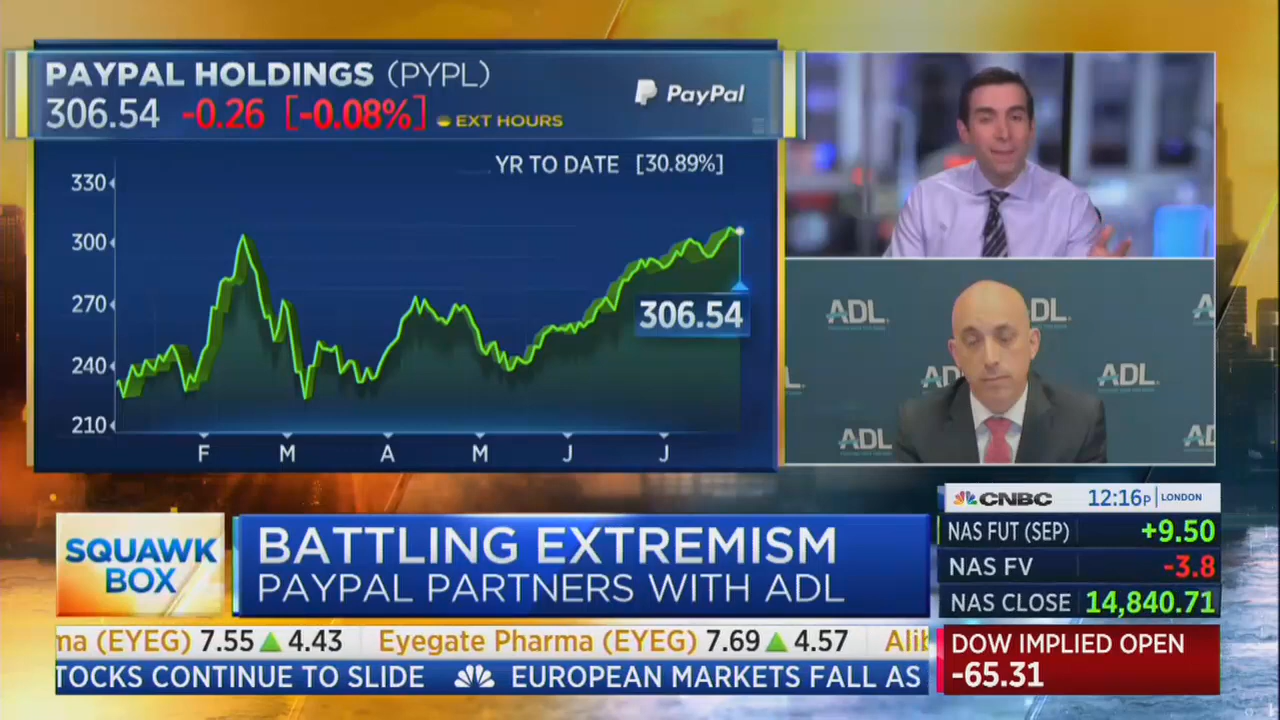 PAYPAL HOLDINGS (PYPL)
306.54 -0.26 [-0.08%] EXT HOURS
PayPal
YR TO DATE [30.89%]
330
300
270
240
210
306.54
F M A M J J
ADL
ADL
ADL
ADL
SQUAWK
BOX
BATTLING EXTREMISM
PAYPAL PARTNERS WITH ADL
CNBC 12:16P LONDON
NAS FUT (SEP) +9.50
NAS FV -3.8
NAS CLOSE 14,840.71
DOW IMPLIED OPEN
-65.31
ma (EYEG) 7.55 ▲ 4.43 Eyegate Pharma (EYEG) 7.69 ▲ 4.57 Alib
TOCKS CONTINUE TO SLIDE EUROPEAN MARKETS FALL AS